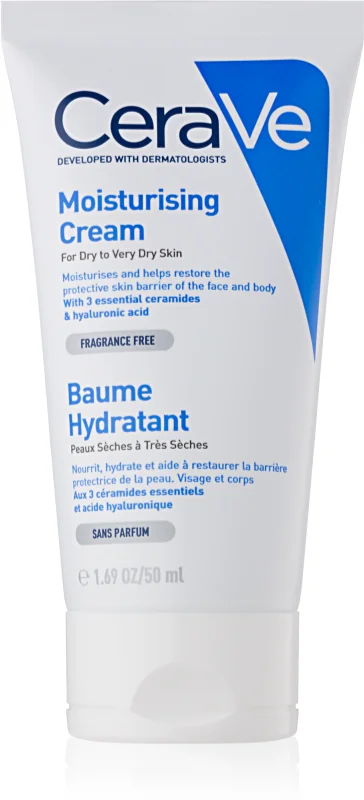 CeraVe
DEVELOPED WITH DERMATOLOGISTS
Moisturising
Cream
For Dry to Very Dry Skin
Moisturises and helps restore the
protective skin barrier of the face and body
With 3 essential ceramides
& hyaluronic acid
FRAGRANCE FREE
Baume
Hydratant
Peaux Sèches à Très Sèches
Nourrit, hydrate et aide à restaurer la barrière
protectrice de la peau. Visage et corps
Aux 3 céramides essentiels
et acide hyaluronique
SANS PARFUM
℮ 1.69 OZ/50 ml